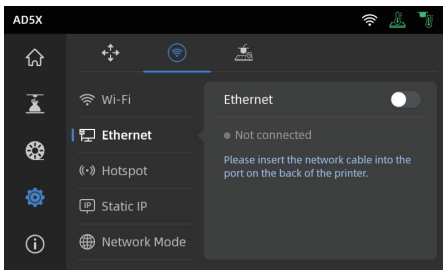 AD5X
Wi-Fi
Ethernet
Hotspot
IP Static IP
Network Mode
Ethernet
Not connected
Please insert the network cable into the
port on the back of the printer.